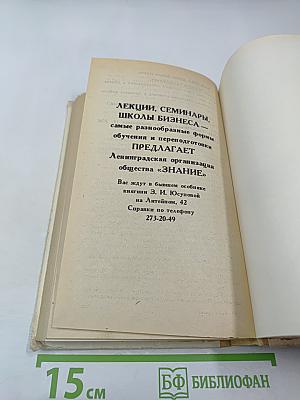 ЛЕКЦИИ, СЕМИНАРЫ,
ШКОЛЫ БИЗНЕСА —
самые разнообразные формы
обучения и переподготовки
ПРЕДЛАГАЕТ
Ленинградская организация
общества «ЗНАНИЕ»
Вас ждут в бывшем особняке
княгини З. И. Юсуповой
на Литейном, 42
Справки по телефону
273-20-49
15 см
БФ БИБЛИОФАН